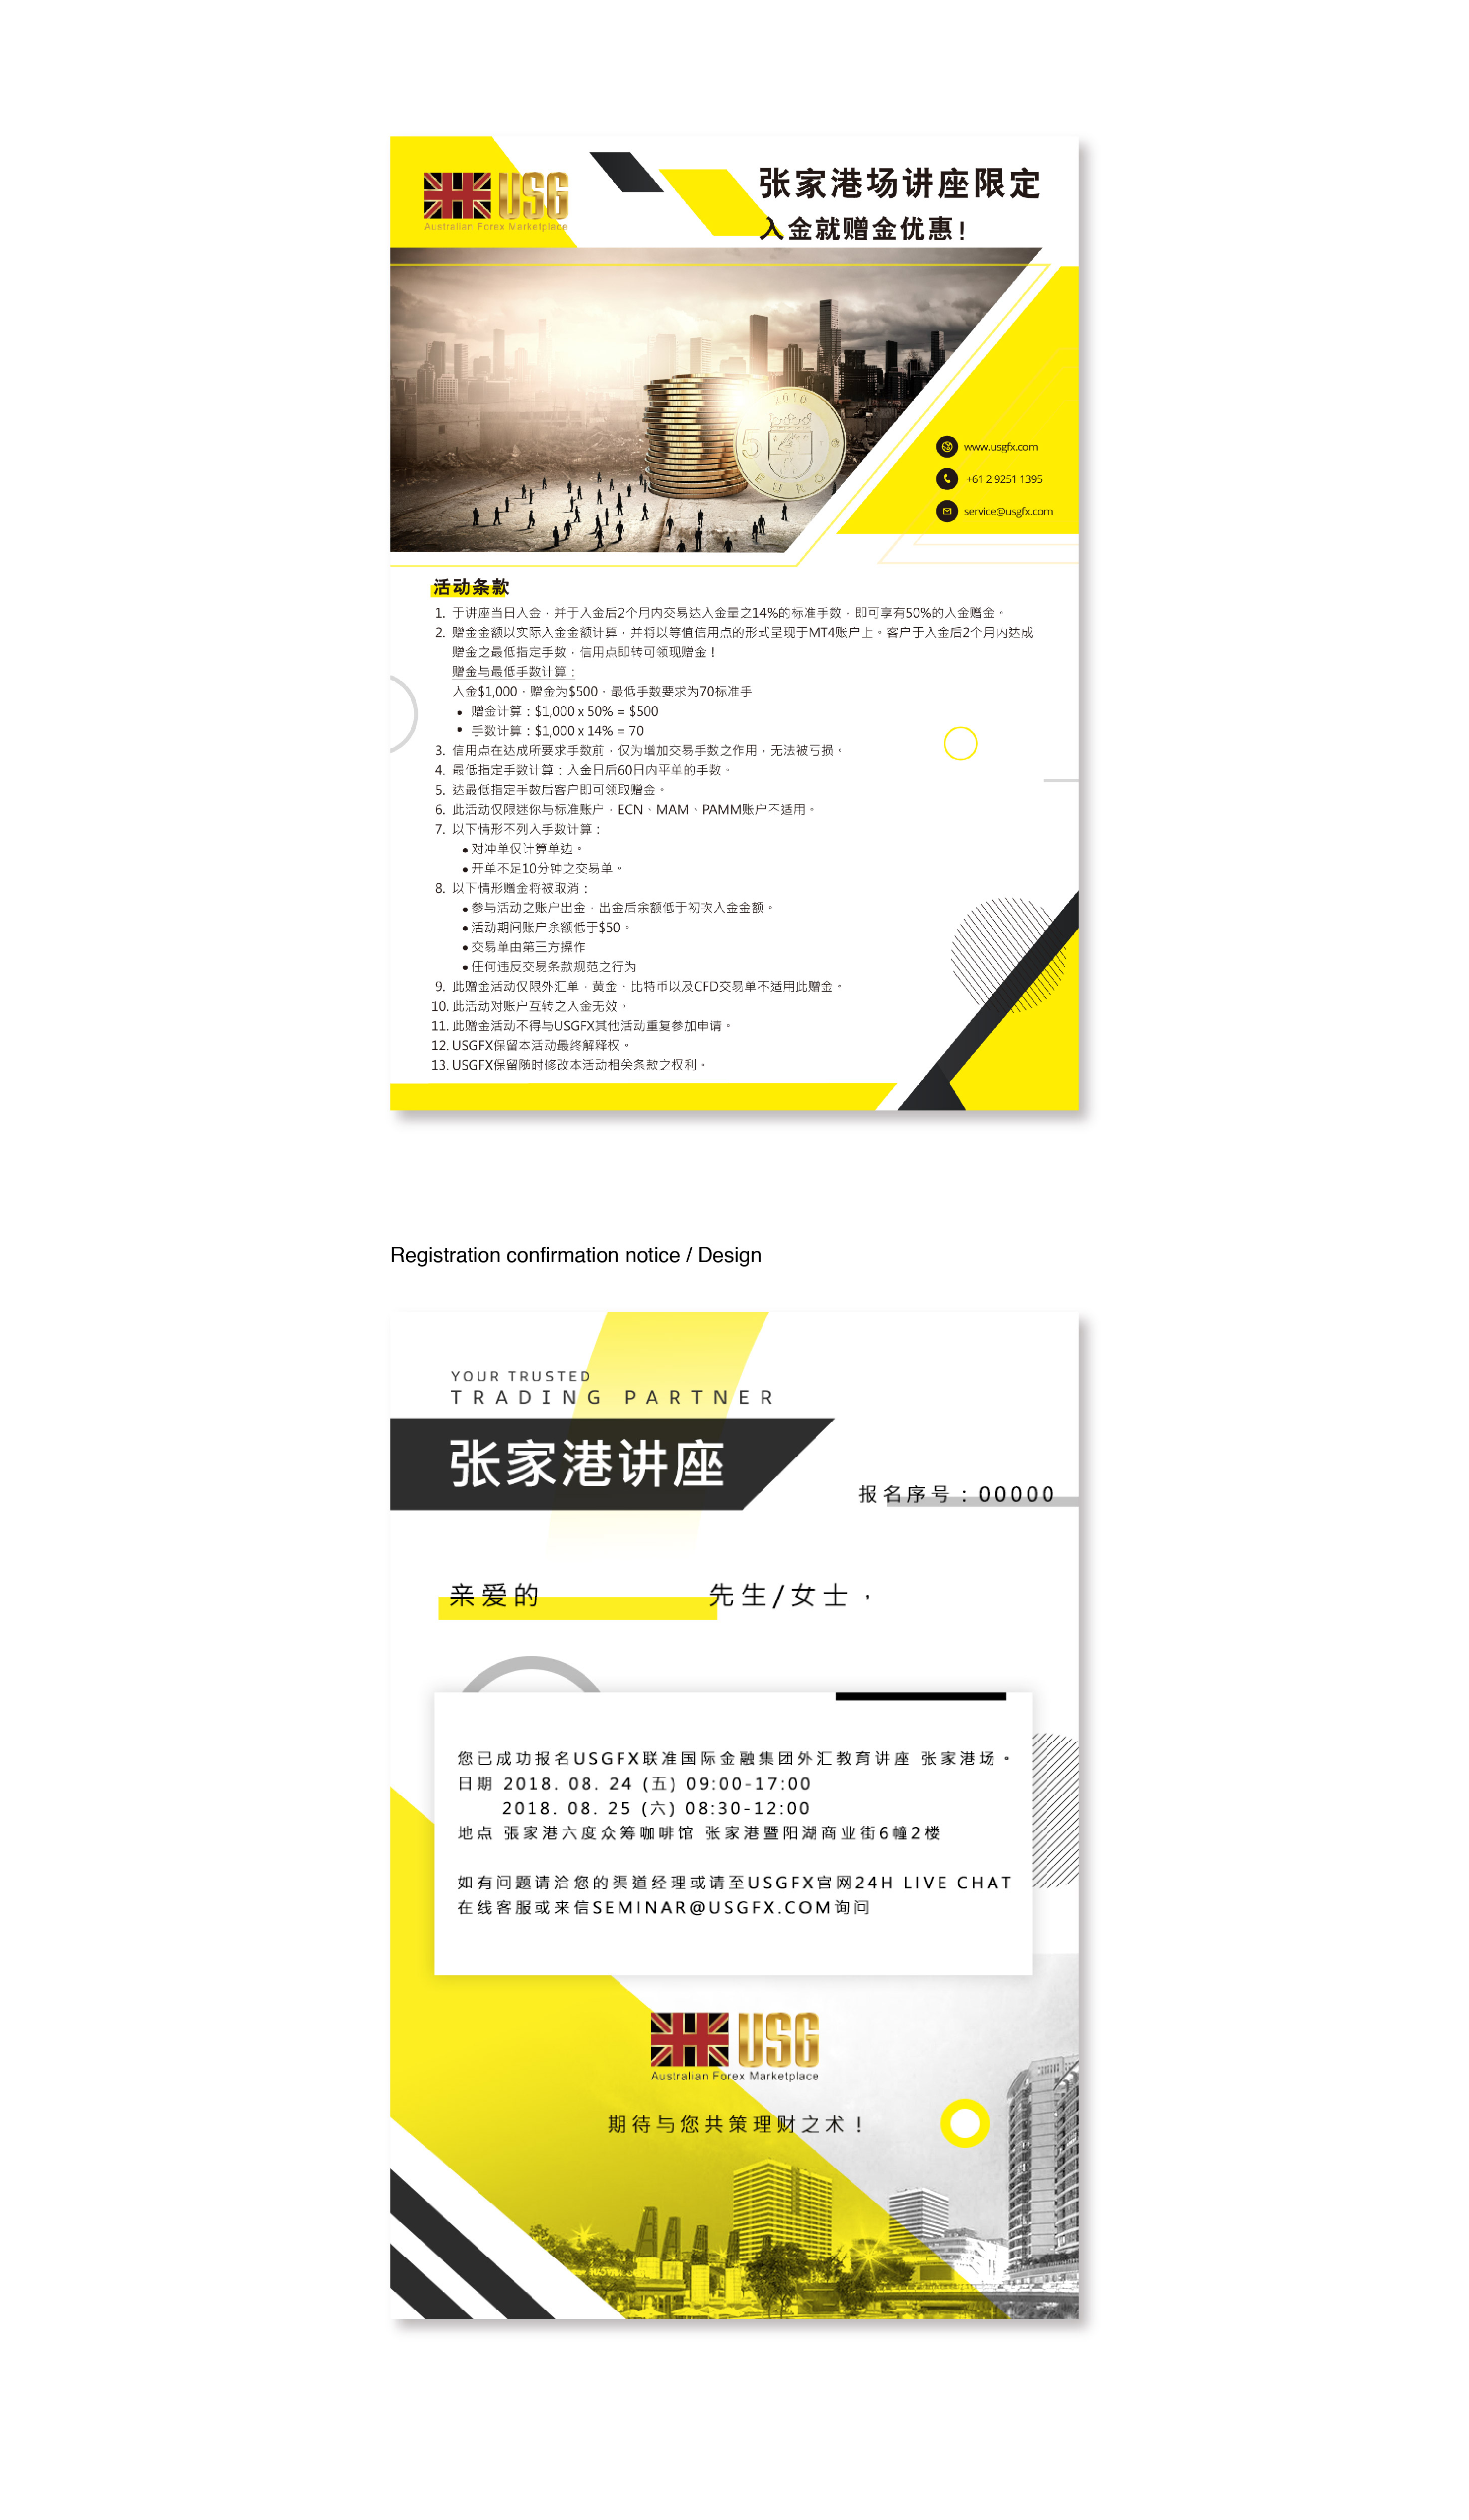 USG
Australian Forex Marketplace
张家港场讲座限定
入金就赠金优惠!
2010
5
EURO
www.usgfx.com
+61 2 9251 1395
service@usgfx.com
活动条款
1. 于讲座当日入金，并于入金后2个月内交易达入金量之14%的标准手数，即可享有50%的入金赠金。
2. 赠金金额以实际入金金额计算，并将以等值信用点的形式呈现于MT4账户上。客户于入金后2个月内达成
赠金之最低指定手数，信用点即转可领现赠金！
赠金与最低手数计算：
入金$1,000，赠金为$500，最低手数要求为70标准手
• 赠金计算：$1,000 x 50% = $500
• 手数计算：$1,000 x 14% = 70
3. 信用点在达成所要求手数前，仅为增加交易手数之作用，无法被亏损。
4. 最低指定手数计算：入金日后60日内平单的手数。
5. 达最低指定手数后客户即可领取赠金。
6. 此活动仅限迷你与标准账户，ECN、MAM、PAMM账户不适用。
7. 以下情形不列入手数计算：
• 对冲单仅计算单边。
• 开单不足10分钟之交易单。
8. 以下情形赠金将被取消：
• 参与活动之账户出金，出金后余额低于初次入金金额。
• 活动期间账户余额低于$50。
• 交易单由第三方操作
• 任何违反交易条款规范之行为
9. 此赠金活动仅限外汇单，黄金、比特币以及CFD交易单不适用此赠金。
10. 此活动对账户互转之入金无效。
11. 此赠金活动不得与USGFX其他活动重复参加申请。
12. USGFX保留本活动最终解释权。
13. USGFX保留随时修改本活动相关条款之权利。
Registration confirmation notice / Design
YOUR TRUSTED
TRADING PARTNER
张家港讲座
报名序号：00000
亲爱的 先生/女士，
您已成功报名USGFX联准国际金融集团外汇教育讲座 张家港场。
日期 2018. 08. 24 (五) 09:00-17:00
2018. 08. 25 (六) 08:30-12:00
地点 張家港六度众筹咖啡馆 张家港暨阳湖商业街6幢2楼
如有问题请洽您的渠道经理或请至USGFX官网24H LIVE CHAT
在线客服或来信SEMINAR@USGFX.COM询问
USG
Australian Forex Marketplace
期待与您共策理财之术！